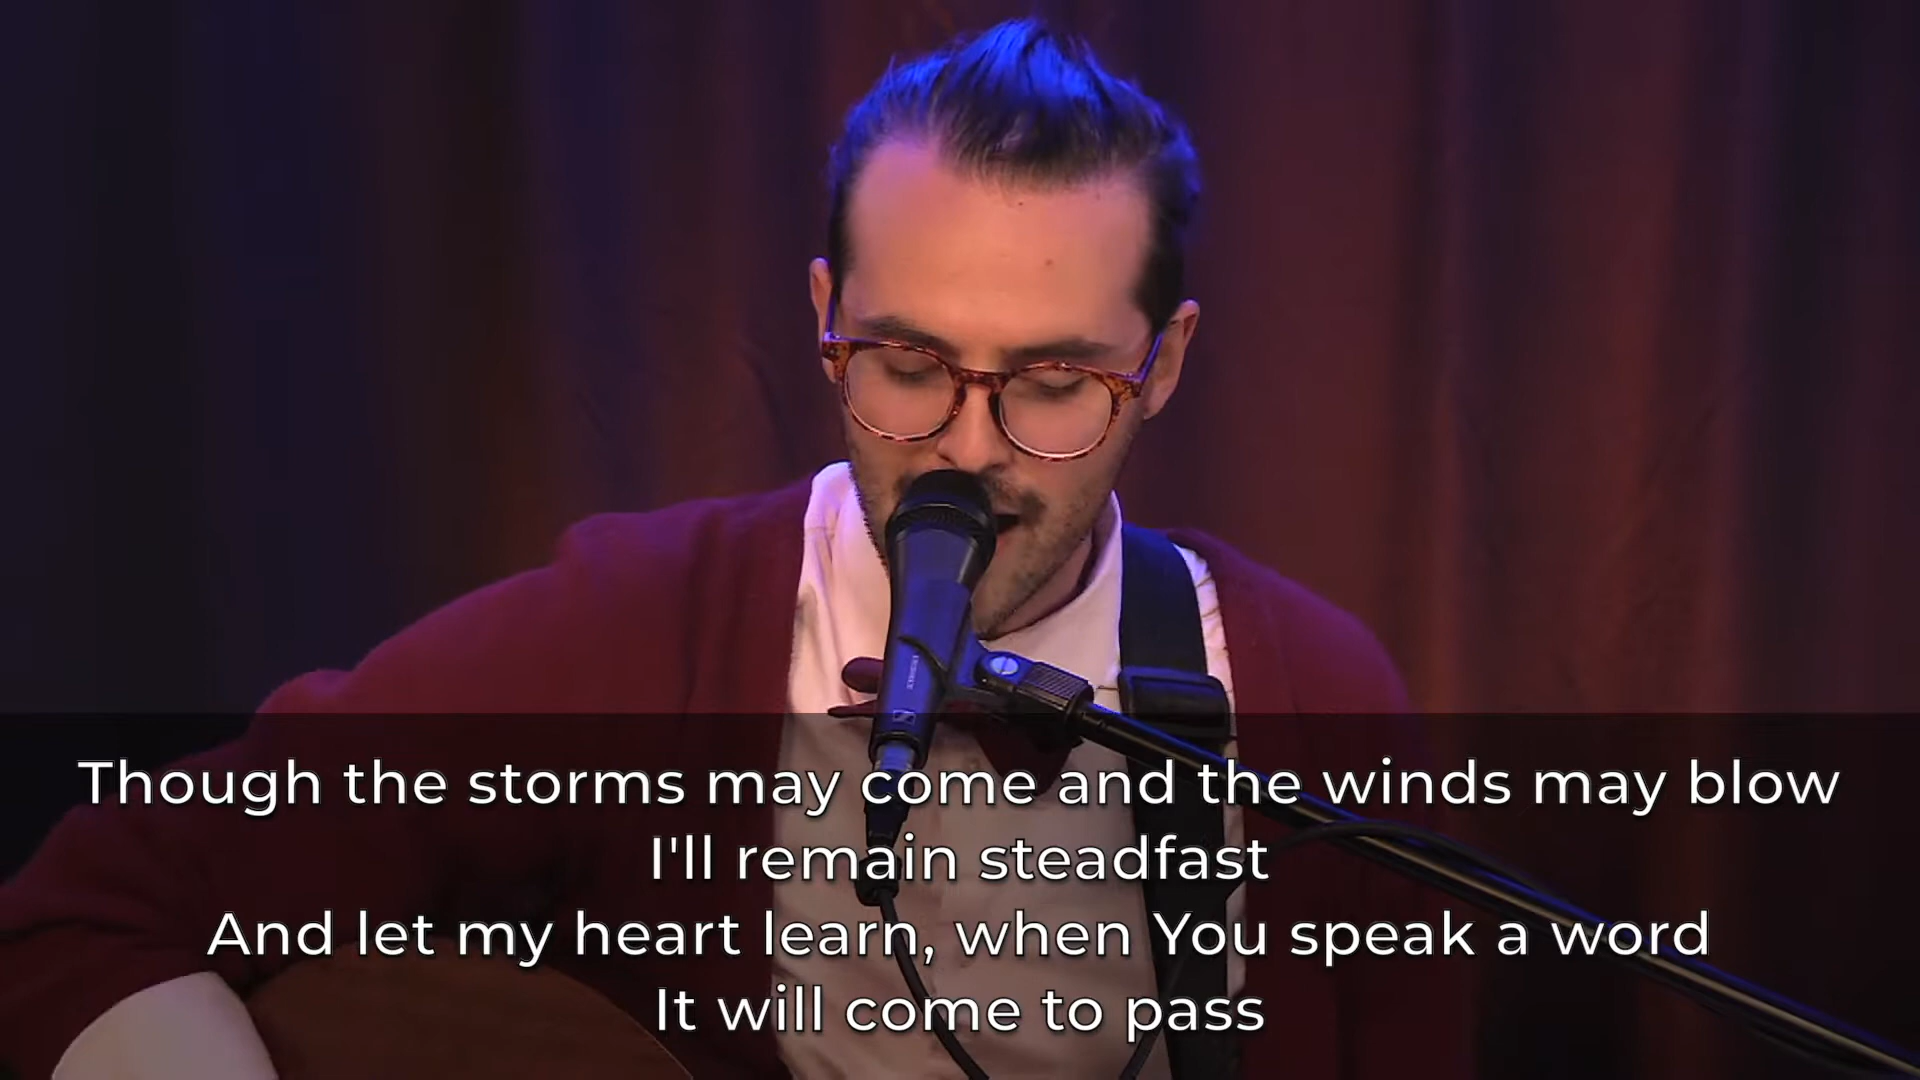 Though the storms may come and the winds may blow
I'll remain steadfast
And let my heart learn, when You speak a word
It will come to pass